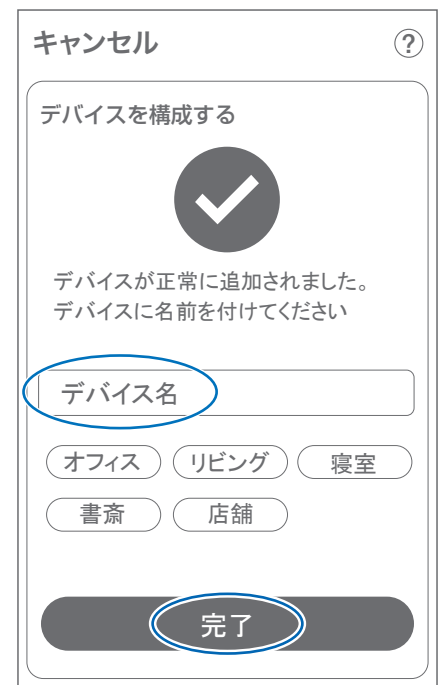 キャンセル ?
デバイスを構成する
デバイスが正常に追加されました。
デバイスに名前を付けてください
デバイス名
オフィス リビング 寝室
書斎 店舗
完了